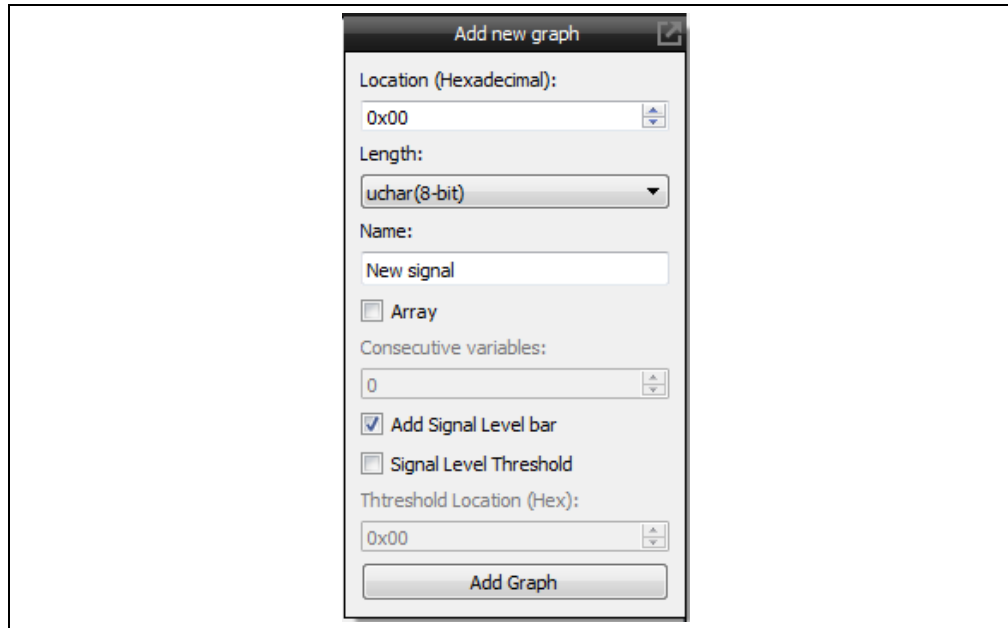 Add new graph
Location (Hexadecimal):
0x00
Length:
uchar(8-bit)
Name:
New signal
Array
Consecutive variables:
0
Add Signal Level bar
Signal Level Threshold
Thtreshold Location (Hex):
0x00
Add Graph